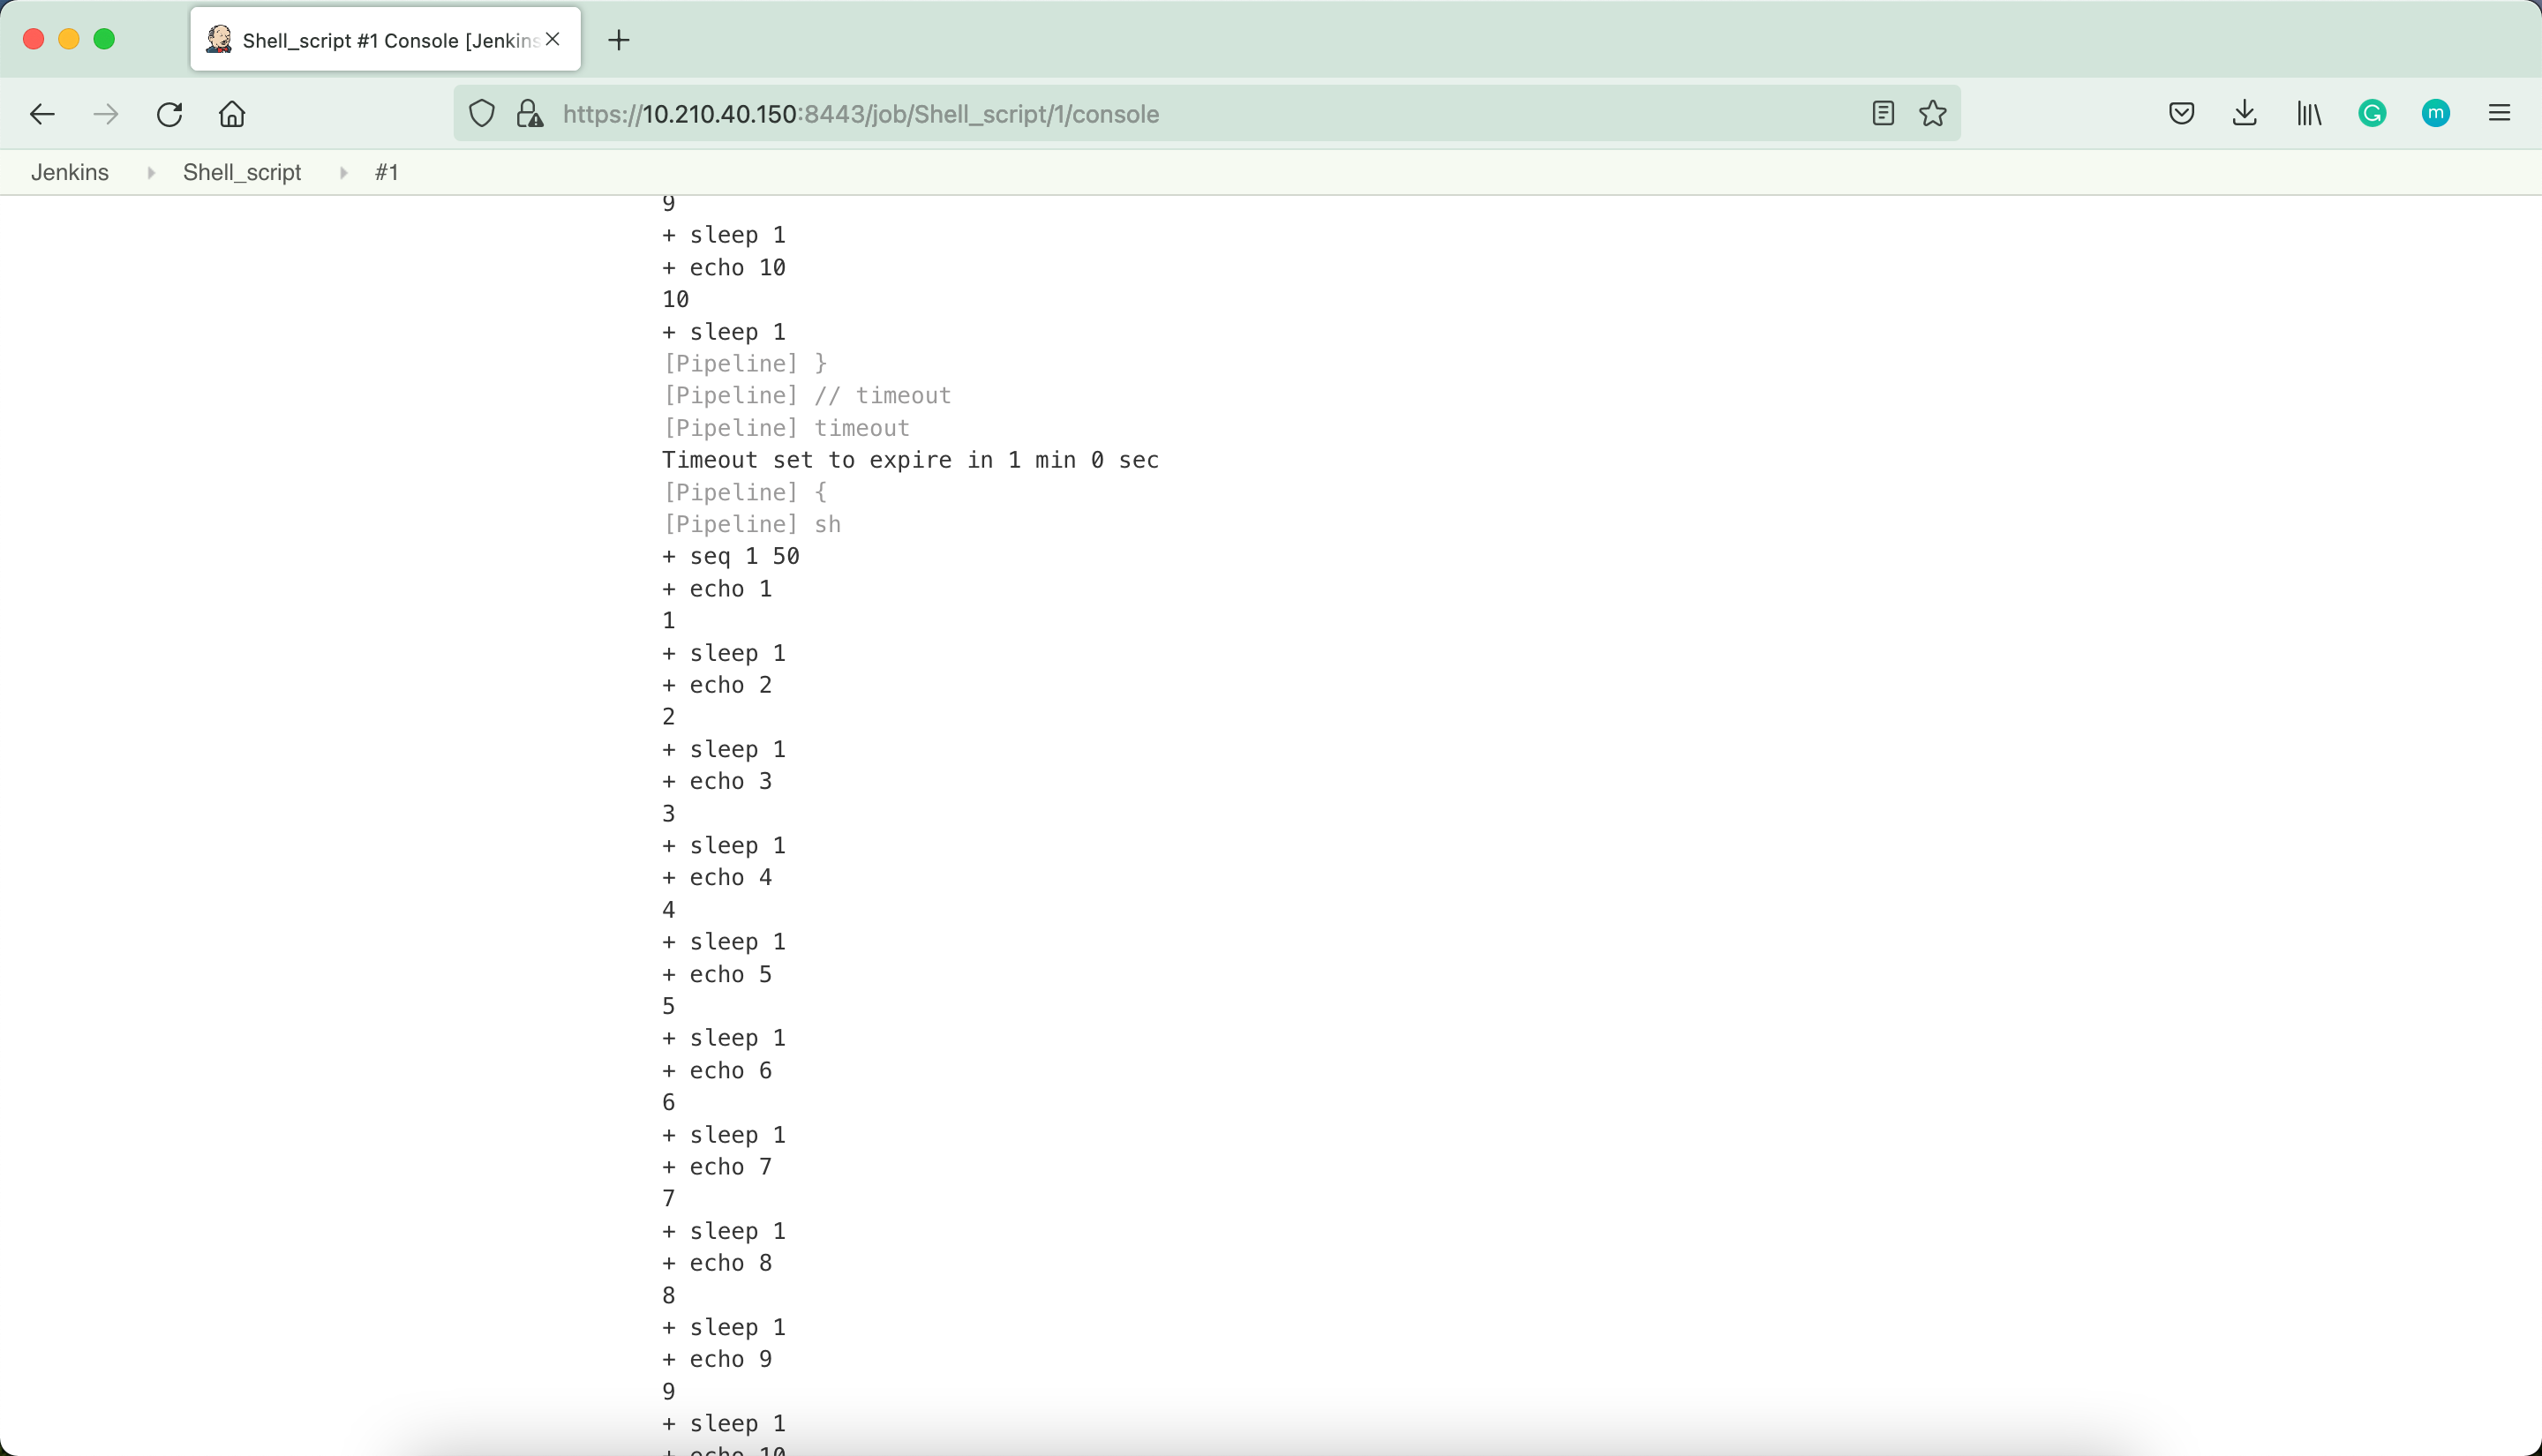 Shell_script #1 Console [Jenkins
https://10.210.40.150:8443/job/Shell_script/1/console
m
Jenkins Shell_script #1
9
+ sleep 1
+ echo 10
10
+ sleep 1
[Pipeline] }
[Pipeline] // timeout
[Pipeline] timeout
Timeout set to expire in 1 min 0 sec
[Pipeline] {
[Pipeline] sh
+ seq 1 50
+ echo 1
1
+ sleep 1
+ echo 2
2
+ sleep 1
+ echo 3
3
+ sleep 1
+ echo 4
4
+ sleep 1
+ echo 5
5
+ sleep 1
+ echo 6
6
+ sleep 1
+ echo 7
7
+ sleep 1
+ echo 8
8
+ sleep 1
+ echo 9
9
+ sleep 1
+ echo 10